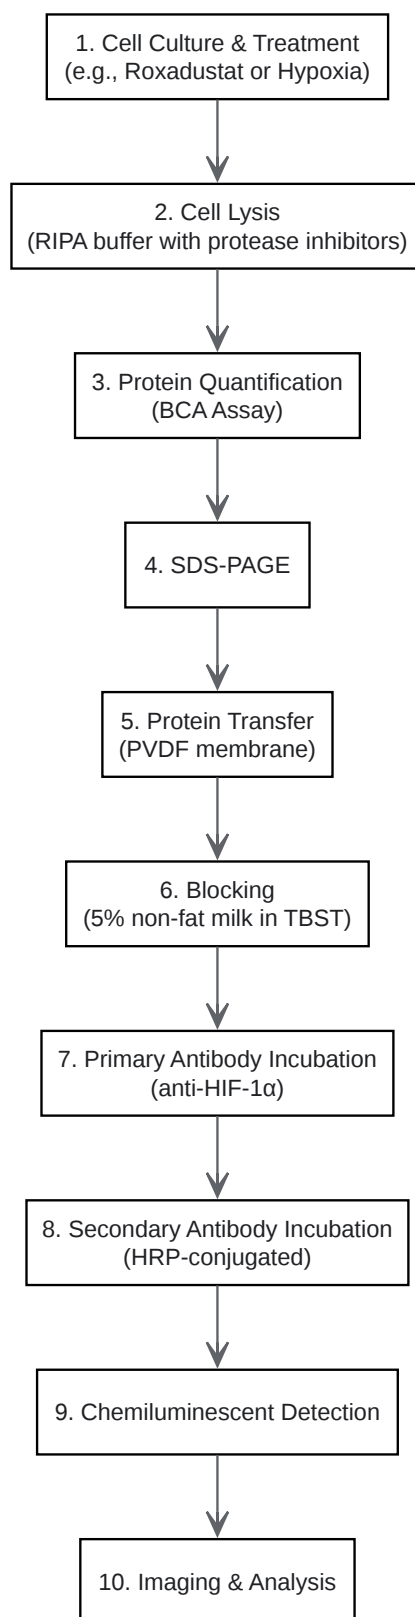 1. Cell Culture & Treatment
(e.g., Roxadustat or Hypoxia)
2. Cell Lysis
(RIPA buffer with protease inhibitors)
3. Protein Quantification
(BCA Assay)
4. SDS-PAGE
5. Protein Transfer
(PVDF membrane)
6. Blocking
(5% non-fat milk in TBST)
7. Primary Antibody Incubation
(anti-HIF-1α)
8. Secondary Antibody Incubation
(HRP-conjugated)
9. Chemiluminescent Detection
10. Imaging & Analysis